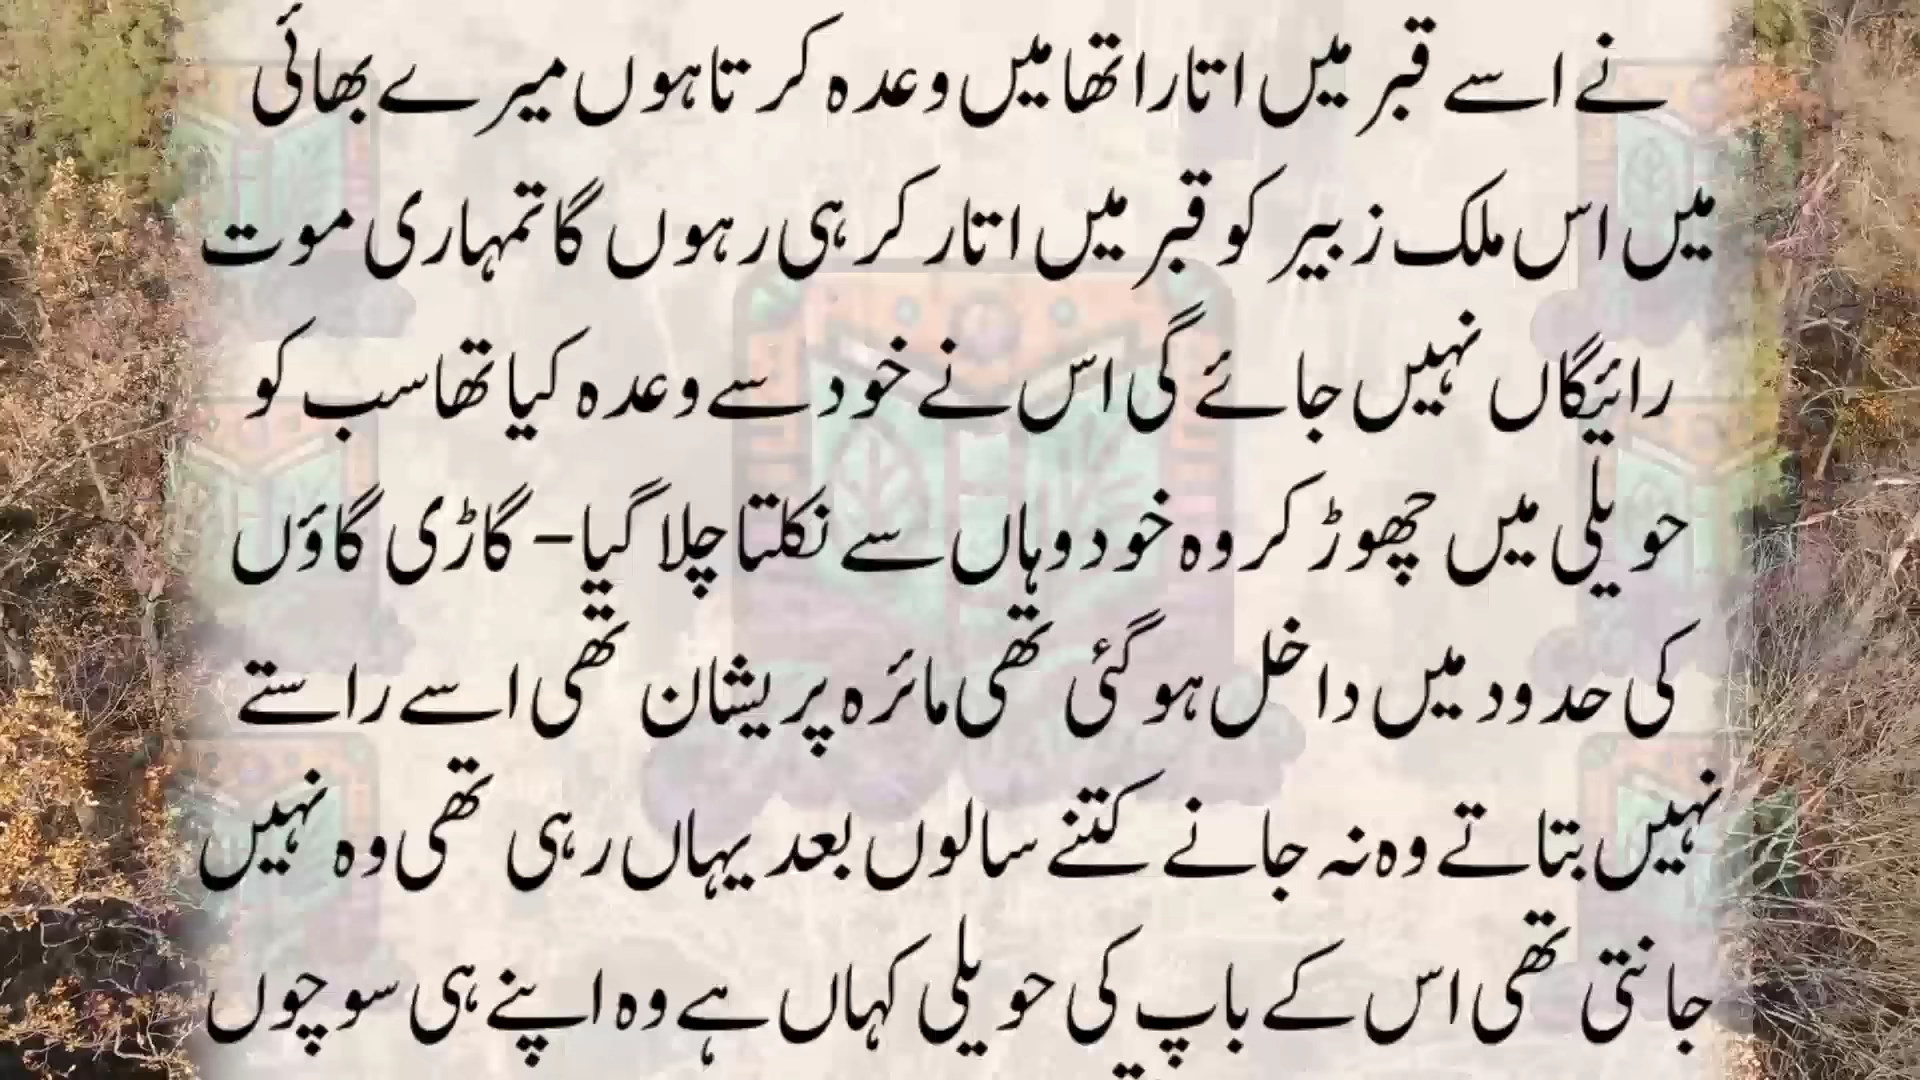 نے اسے قبر میں اتارا تھا میں وعدہ کرتا ہوں میرے بھائی
میں اس ملک زبیر کو قبر میں اتار کر ہی رہوں گا تمہاری موت
رائیگاں نہیں جائے گی اس نے خود سے وعدہ کیا تھا سب کو
حویلی میں چھوڑ کر وہ خود وہاں سے نکلتا چلا گیا- گاڑی گاؤں
کی حدود میں داخل ہو گئی تھی مائرہ پریشان تھی اسے راستے
نہیں بتاتے وہ نہ جانے کتنے سالوں بعد یہاں رہی تھی وہ نہیں
جانتی تھی اس کے باپ کی حویلی کہاں ہے وہ اپنے ہی سوچوں